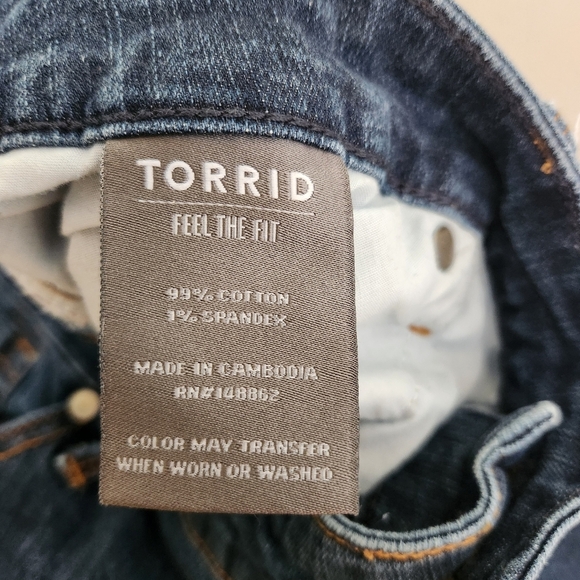 TORRID
FEEL THE FIT
99% COTTON
1% SPANDEX
MADE IN CAMBODIA
RN#148862
COLOR MAY TRANSFER
WHEN WORN OR WASHED